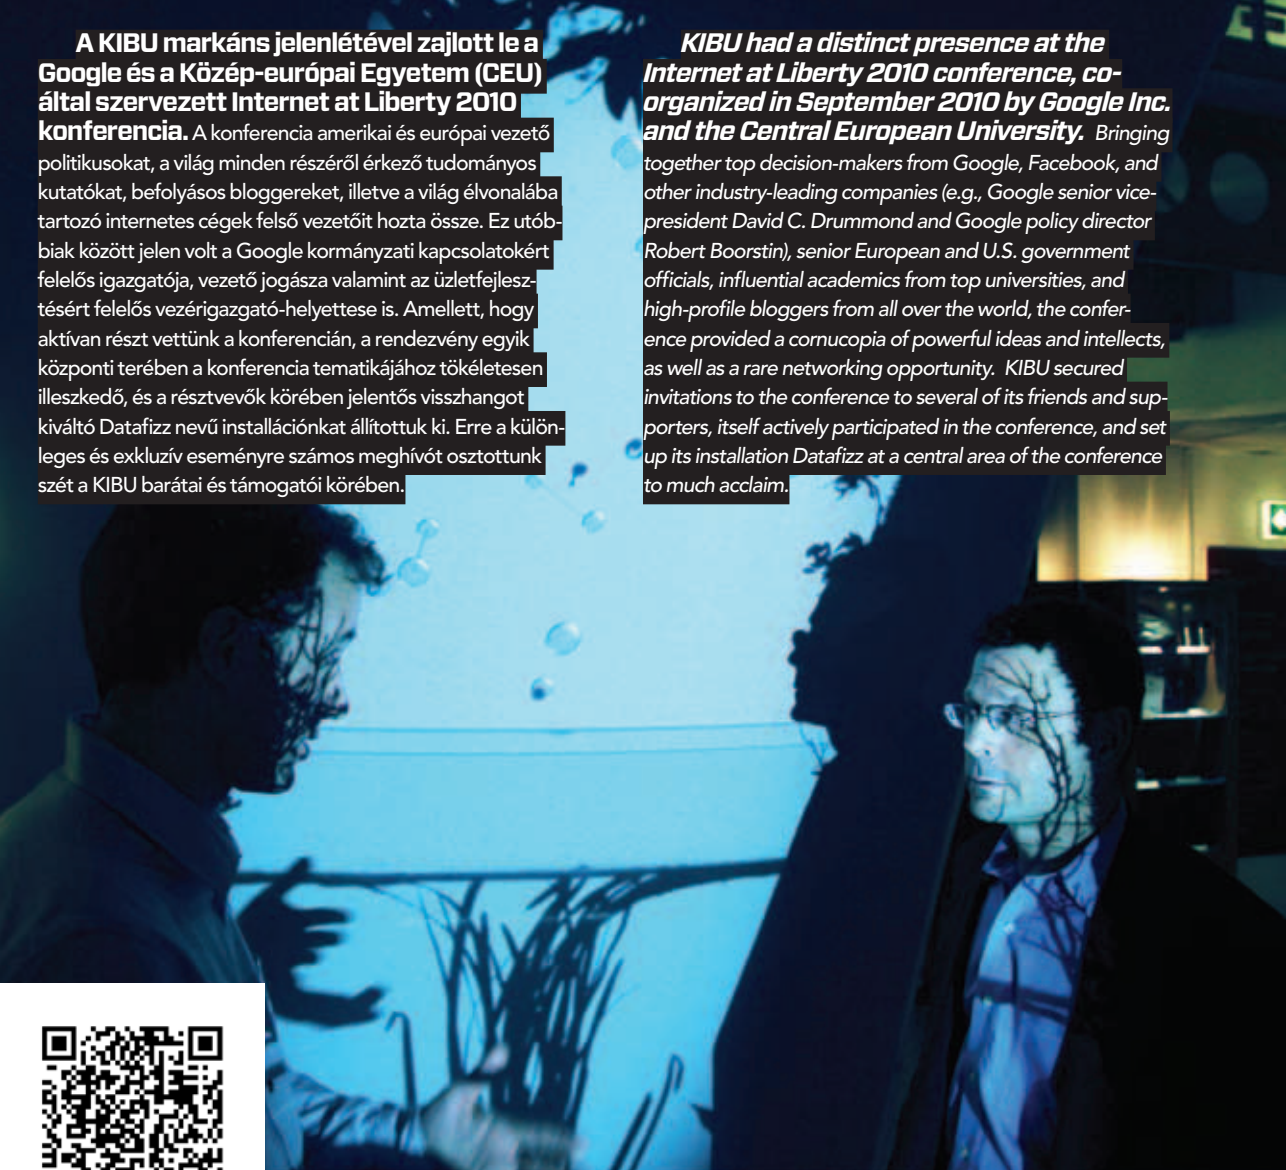 A KIBU markáns jelenlétével zajlott le a
Google és a Közép-európai Egyetem (CEU)
által szervezett Internet at Liberty 2010
konferencia. A konferencia amerikai és európai vezető
politikusokat, a világ minden részéről érkező tudományos
kutatókat, befolyásos bloggereket, illetve a világ élvonalába
tartozó internetes cégek felső vezetőit hozta össze. Ez utób-
biak között jelen volt a Google kormányzati kapcsolatokért
felelős igazgatója, vezető jogásza valamint az üzletfejlesz-
tésért felelős vezérigazgató-helyettese is. Amellett, hogy
aktívan részt vettünk a konferencián, a rendezvény egyik
központi terében a konferencia tematikájához tökéletesen
illeszkedő, és a résztvevők körében jelentős visszhangot
kiváltó Datafizz nevű installációnkat állítottuk ki. Erre a külön-
leges és exkluzív eseményre számos meghívót osztottunk
szét a KIBU barátai és támogatói körében.
KIBU had a distinct presence at the
Internet at Liberty 2010 conference, co-
organized in September 2010 by Google Inc.
and the Central European University. Bringing
together top decision-makers from Google, Facebook, and
other industry-leading companies (e.g., Google senior vice-
president David C. Drummond and Google policy director
Robert Boorstin), senior European and U.S. government
officials, influential academics from top universities, and
high-profile bloggers from all over the world, the confer-
ence provided a cornucopia of powerful ideas and intellects,
as well as a rare networking opportunity. KIBU secured
invitations to the conference to several of its friends and sup-
porters, itself actively participated in the conference, and set
up its installation Datafizz at a central area of the conference
to much acclaim.